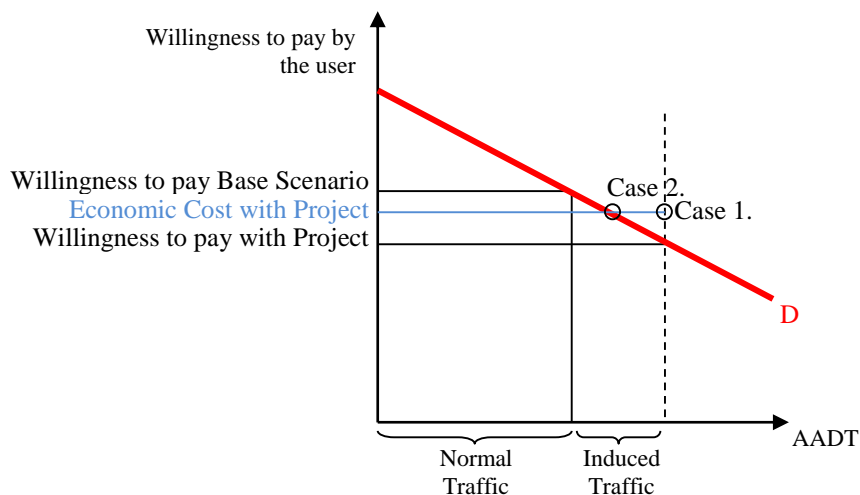 Willingness to pay by
the user
Willingness to pay Base Scenario
Case 2.
Economic Cost with Project
Case 1.
Willingness to pay with Project
D
AADT
Normal
Traffic
Induced
Traffic